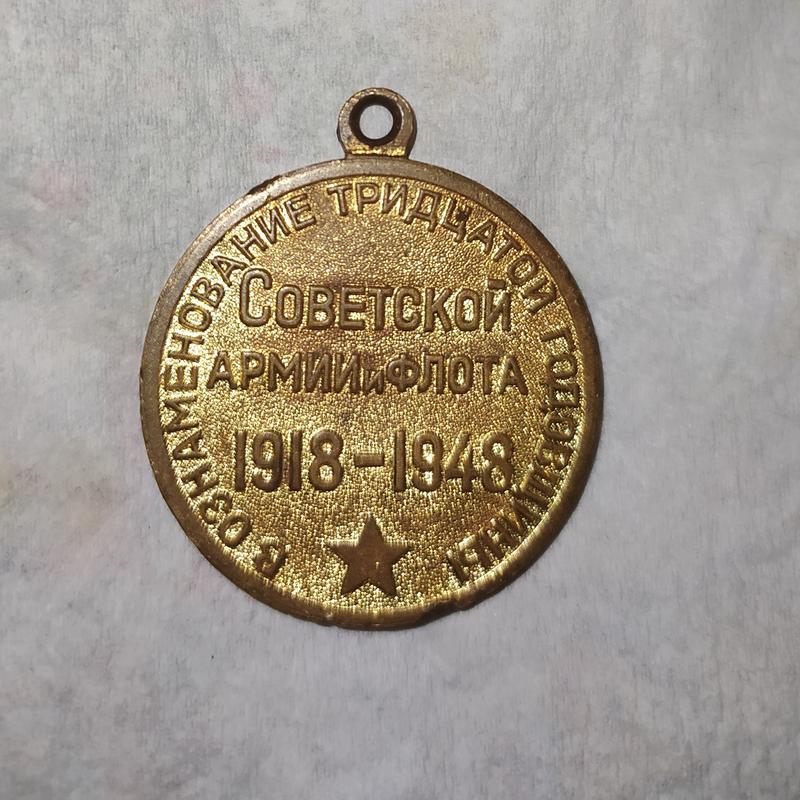 В ОЗНАМЕНОВАНИЕ ТРИДЦАТОЙ ГОДОВЩИНЫ
СОВЕТСКОЙ
АРМИИ И ФЛОТА
1918-1948